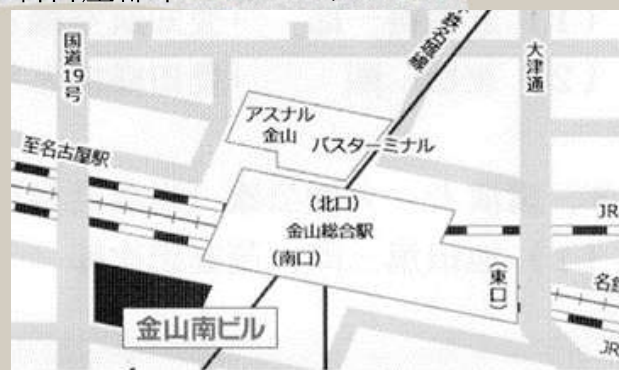 国道19号
大津通
アスナル
金山
バスターミナル
至名古屋駅
(北口)
金山総合駅
(南口)
(東口)
JR
JR
金山南ビル